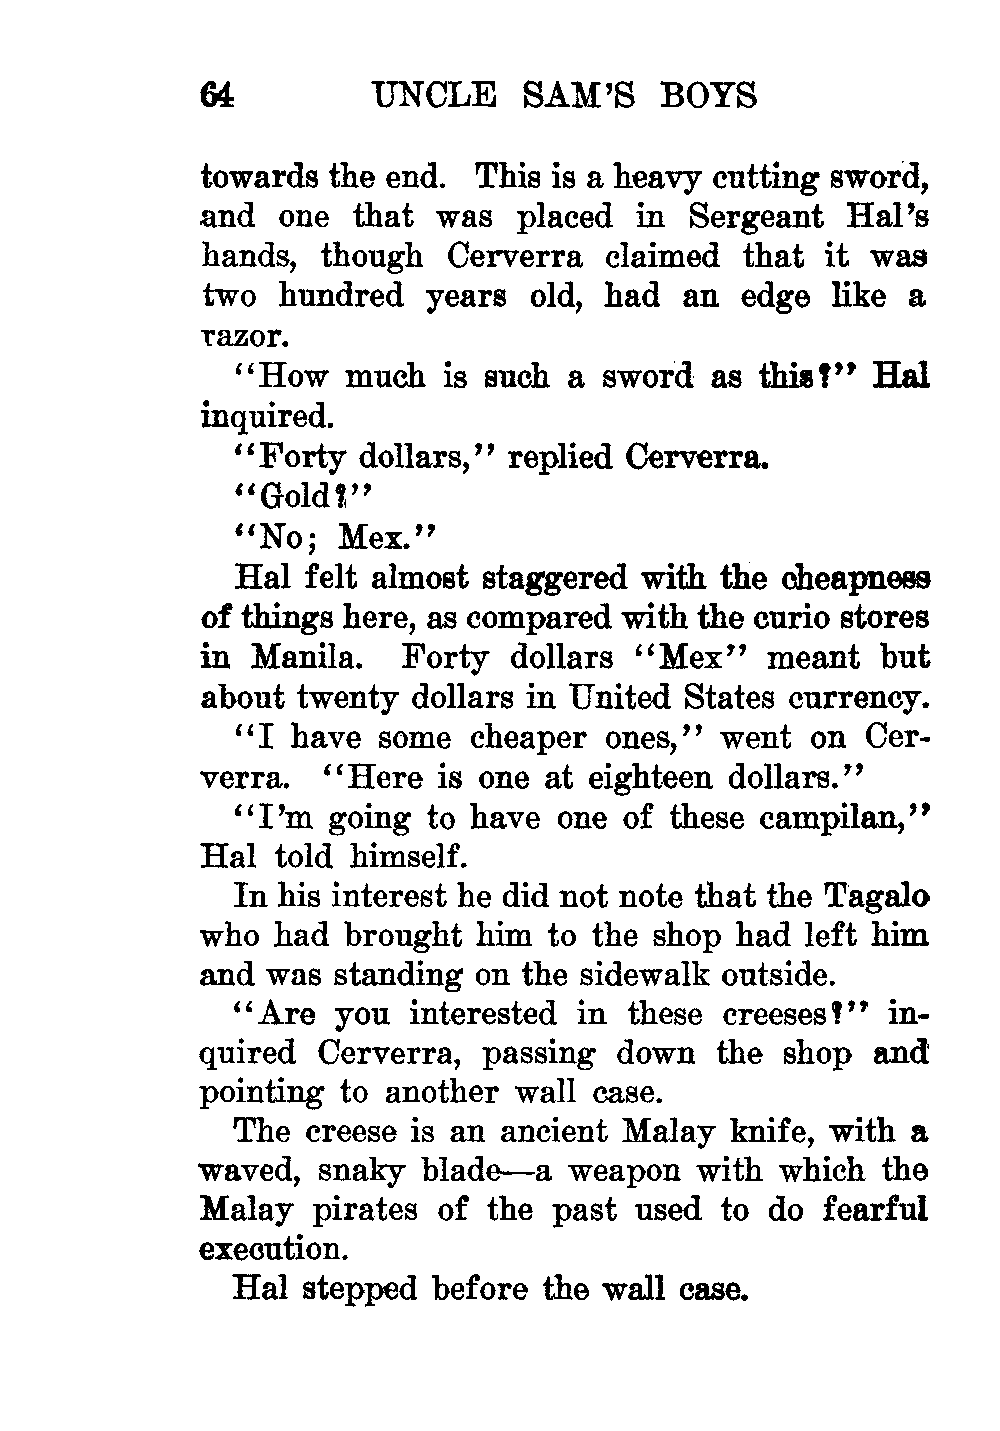 64 UNCLE SAM'S BOYS
towards the end. This is a heavy cutting sword,
and one that was placed in Sergeant Hal's
hands, though Cerverra claimed that it was
two hundred years old, had an edge like a
razor.
"How much is such a sword as this?" Hal
inquired.
"Forty dollars," replied Cerverra.
"Gold?"
"No; Mex."
Hal felt almost staggered with the cheapness
of things here, as compared with the curio stores
in Manila. Forty dollars "Mex" meant but
about twenty dollars in United States currency.
"I have some cheaper ones," went on Cer-
verra. "Here is one at eighteen dollars."
"I'm going to have one of these campilan,"
Hal told himself.
In his interest he did not note that the Tagalo
who had brought him to the shop had left him
and was standing on the sidewalk outside.
"Are you interested in these creeses?" in-
quired Cerverra, passing down the shop and
pointing to another wall case.
The creese is an ancient Malay knife, with a
waved, snaky blade—a weapon with which the
Malay pirates of the past used to do fearful
execution.
Hal stepped before the wall case.